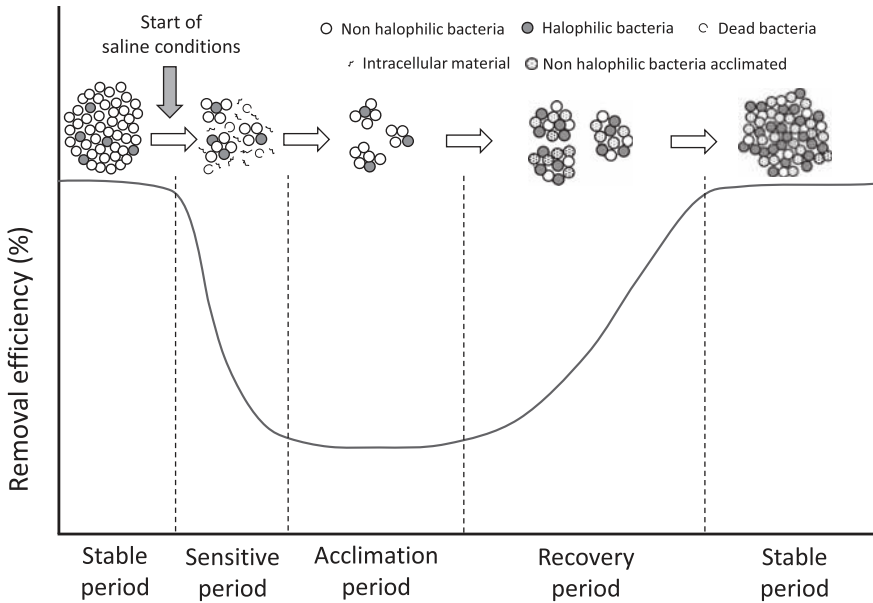 Start of
saline conditions
Non halophilic bacteria
Halophilic bacteria
Dead bacteria
Intracellular material
Non halophilic bacteria acclimated
Removal efficiency (%)
Stable
period
Sensitive
period
Acclimation
period
Recovery
period
Stable
period